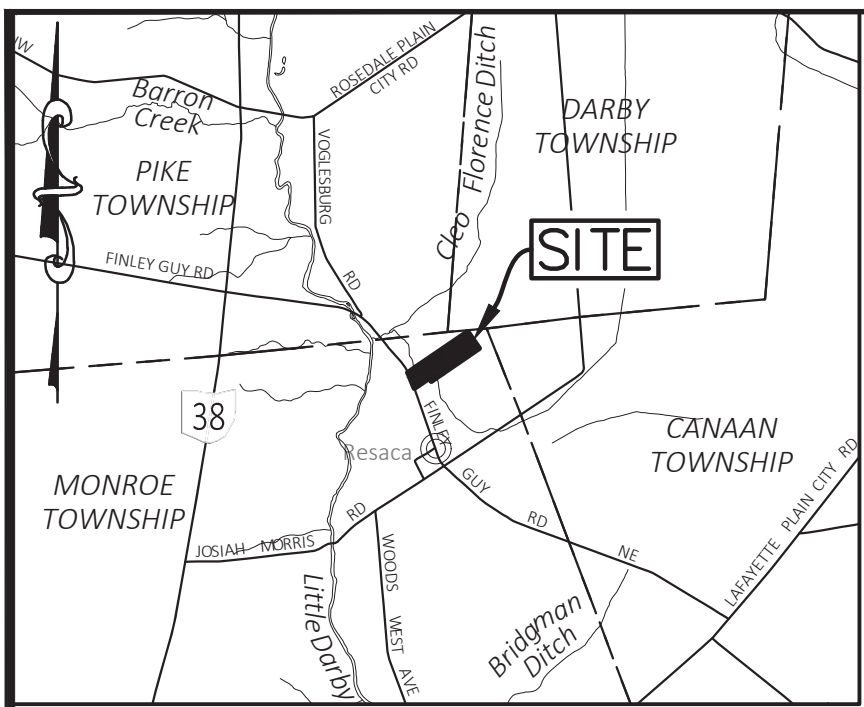 IW
ROSEDALE PLAIN
CITY RD
Barron
Creek
Cleo Florence Ditch
DARBY
TOWNSHIP
VOGLESBURG
RD
PIKE
TOWNSHIP
SITE
FINLEY GUY RD
38
FINLEY
GUY
RD
NE
Resaca
CANAAN
TOWNSHIP
MONROE
TOWNSHIP
JOSIAH MORRIS
RD
LAFAYETTE PLAIN CITY RD
WOODS
WEST
AVE
Little Darby
Bridgman
Ditch